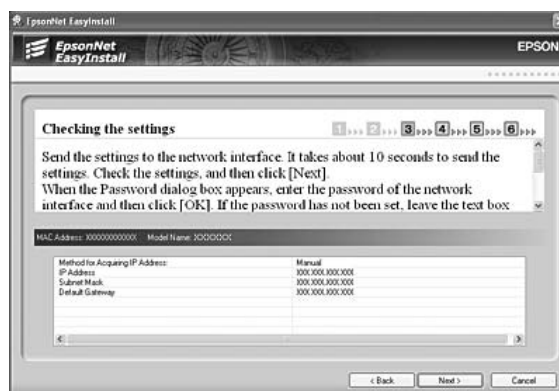 EpsonNet EasyInstall
EpsonNet
EasyInstall
EPSON
Checking the settings
1 2 3 4 5 6
Send the settings to the network interface. It takes about 10 seconds to send the
settings. Check the settings, and then click [Next].
When the Password dialog box appears, enter the password of the network
interface and then click [OK]. If the password has not been set, leave the text box
MAC Address: XXXXXXXXXXXX Model Name: XXXXXXX
Method for Acquiring IP Address: Manual
IP Address XXX.XXX.XXX.XXX
Subnet Mask XXX.XXX.XXX.XXX
Default Gateway XXX.XXX.XXX.XXX
< Back
Next >
Cancel